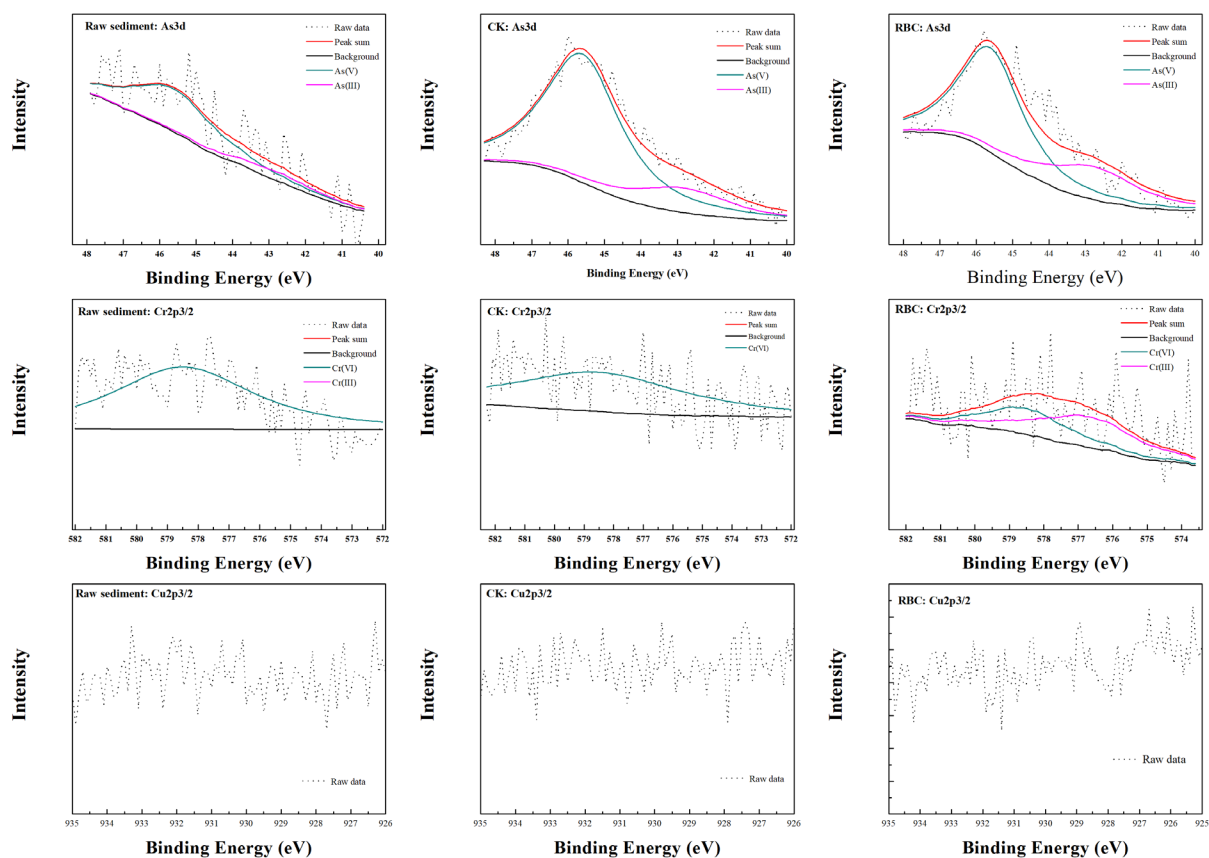 Raw sediment: As3d
Raw data
Peak sum
Background
As(V)
As(III)
Intensity
48 47 46 45 44 43 42 41 40
Binding Energy (eV)
CK: As3d
Raw data
Peak sum
Background
As(V)
As(III)
Intensity
48 47 46 45 44 43 42 41 40
Binding Energy (eV)
RBC: As3d
Raw data
Peak sum
Background
As(V)
As(III)
Intensity
48 47 46 45 44 43 42 41 40
Binding Energy (eV)
Raw sediment: Cr2p3/2
Raw data
Peak sum
Background
Cr(VI)
Cr(III)
Intensity
582 581 580 579 578 577 576 575 574 573 572
Binding Energy (eV)
CK: Cr2p3/2
Raw data
Peak sum
Background
Cr(VI)
Intensity
582 580 578 576 574 572
Binding Energy (eV)
RBC: Cr2p3/2
Raw data
Peak sum
Background
Cr(VI)
Cr(III)
Intensity
582 580 578 576 574
Binding Energy (eV)
Raw sediment: Cu2p3/2
Intensity
Raw data
935 934 933 932 931 930 929 928 927 926
Binding Energy (eV)
CK: Cu2p3/2
Intensity
Raw data
935 934 933 932 931 930 929 928 927 926
Binding Energy (eV)
RBC: Cu2p3/2
Intensity
Raw data
935 934 933 932 931 930 929 928 927 926 925
Binding Energy (eV)